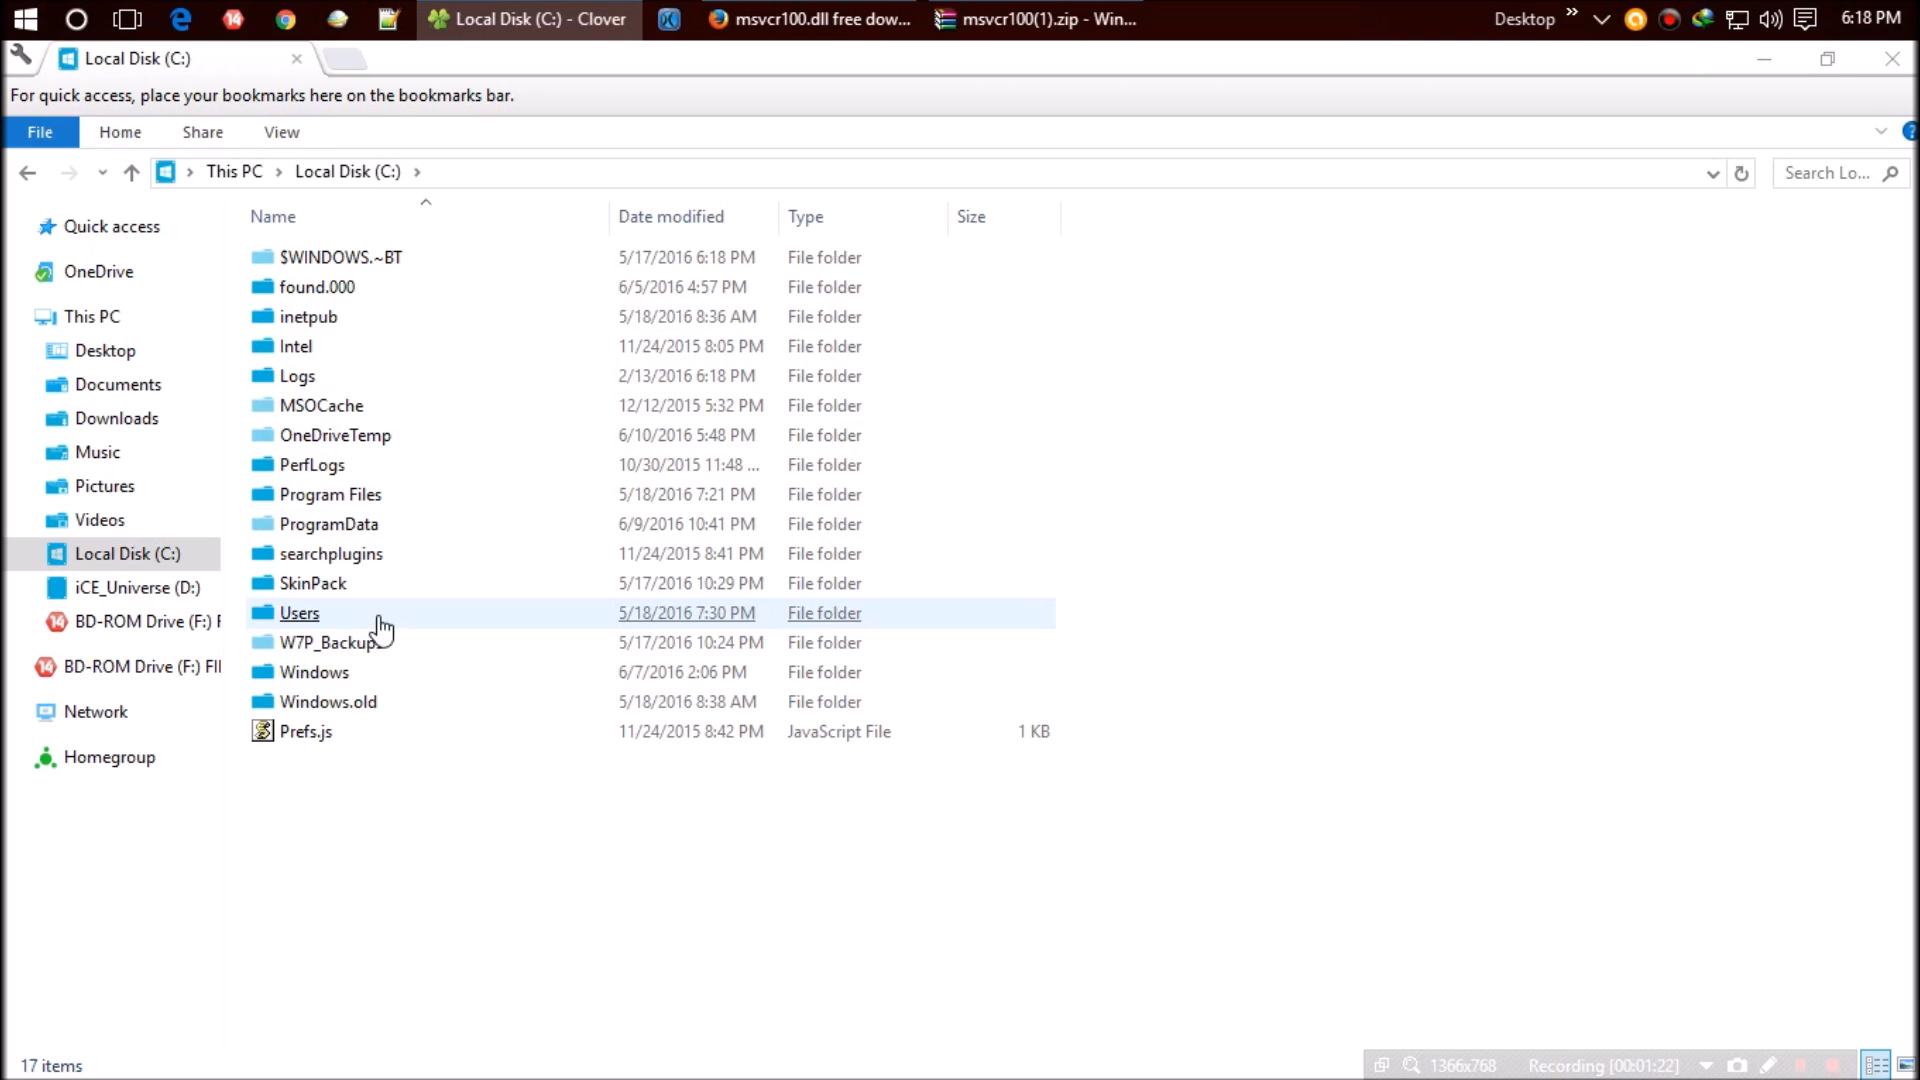 Local Disk (C:) - Clover
msvcr100.dll free dow...
msvcr100(1).zip - Win...
Desktop
6:18 PM
Local Disk (C:)
For quick access, place your bookmarks here on the bookmarks bar.
File Home Share View
This PC Local Disk (C:)
Search Lo...
Name Date modified Type Size
Quick access
OneDrive
This PC
Desktop
Documents
Downloads
Music
Pictures
Videos
Local Disk (C:)
iCE_Universe (D:)
BD-ROM Drive (F:) F
BD-ROM Drive (F:) FI
Network
Homegroup
$WINDOWS.~BT 5/17/2016 6:18 PM File folder
found.000 6/5/2016 4:57 PM File folder
inetpub 5/18/2016 8:36 AM File folder
Intel 11/24/2015 8:05 PM File folder
Logs 2/13/2016 6:18 PM File folder
MSOCache 12/12/2015 5:32 PM File folder
OneDriveTemp 6/10/2016 5:48 PM File folder
PerfLogs 10/30/2015 11:48 ... File folder
Program Files 5/18/2016 7:21 PM File folder
ProgramData 6/9/2016 10:41 PM File folder
searchplugins 11/24/2015 8:41 PM File folder
SkinPack 5/17/2016 10:29 PM File folder
Users 5/18/2016 7:30 PM File folder
W7P_Backup 5/17/2016 10:24 PM File folder
Windows 6/7/2016 2:06 PM File folder
Windows.old 5/18/2016 8:38 AM File folder
Prefs.js 11/24/2015 8:42 PM JavaScript File 1 KB
17 items
1366x768 Recording [00:01:22]